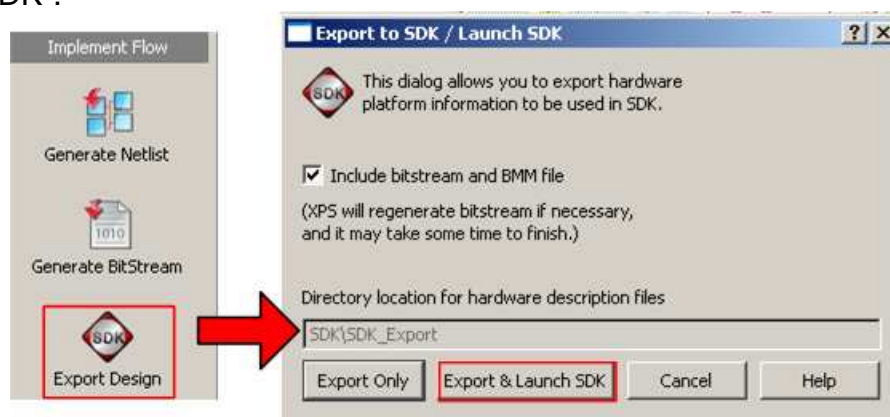 SDK".
Implement Flow
Generate Netlist
1010
Generate BitStream
SDK
Export Design
Export to SDK / Launch SDK
SDK
This dialog allows you to export hardware
platform information to be used in SDK.
Include bitstream and BMM file
(XPS will regenerate bitstream if necessary,
and it may take some time to finish.)
Directory location for hardware description files
SDK\SDK_Export
Export Only
Export & Launch SDK
Cancel
Help